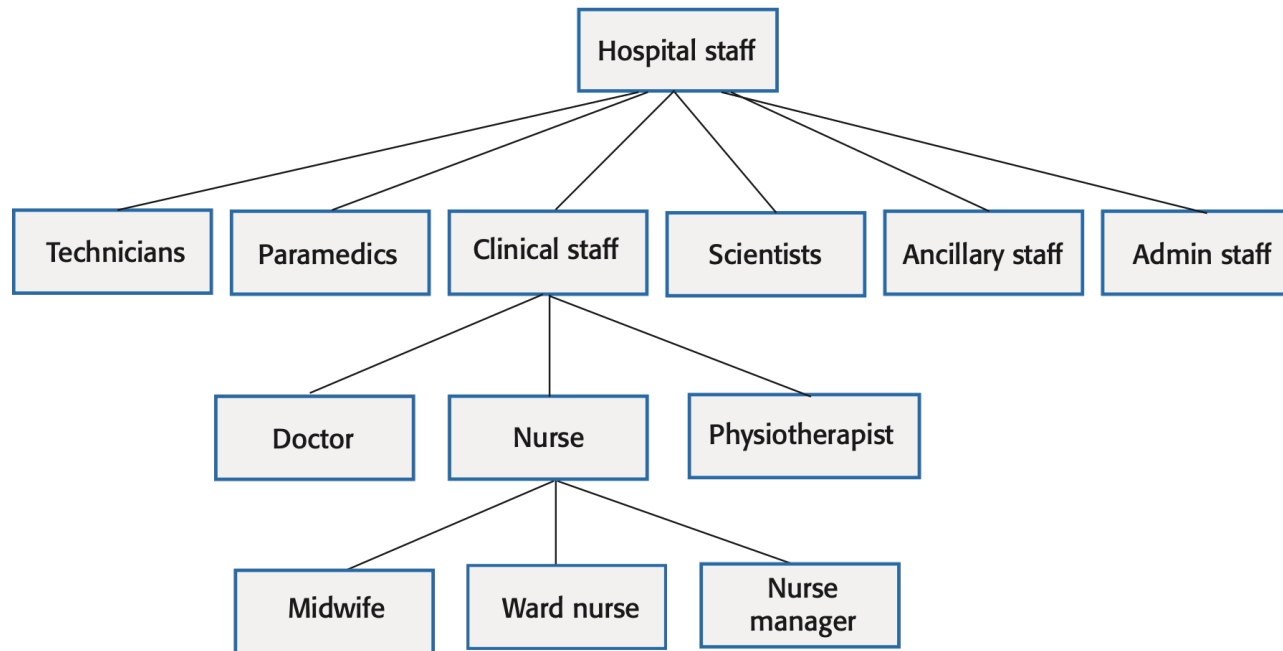 Hospital staff
Technicians
Paramedics
Clinical staff
Scientists
Ancillary staff
Admin staff
Doctor
Nurse
Physiotherapist
Midwife
Ward nurse
Nurse
manager